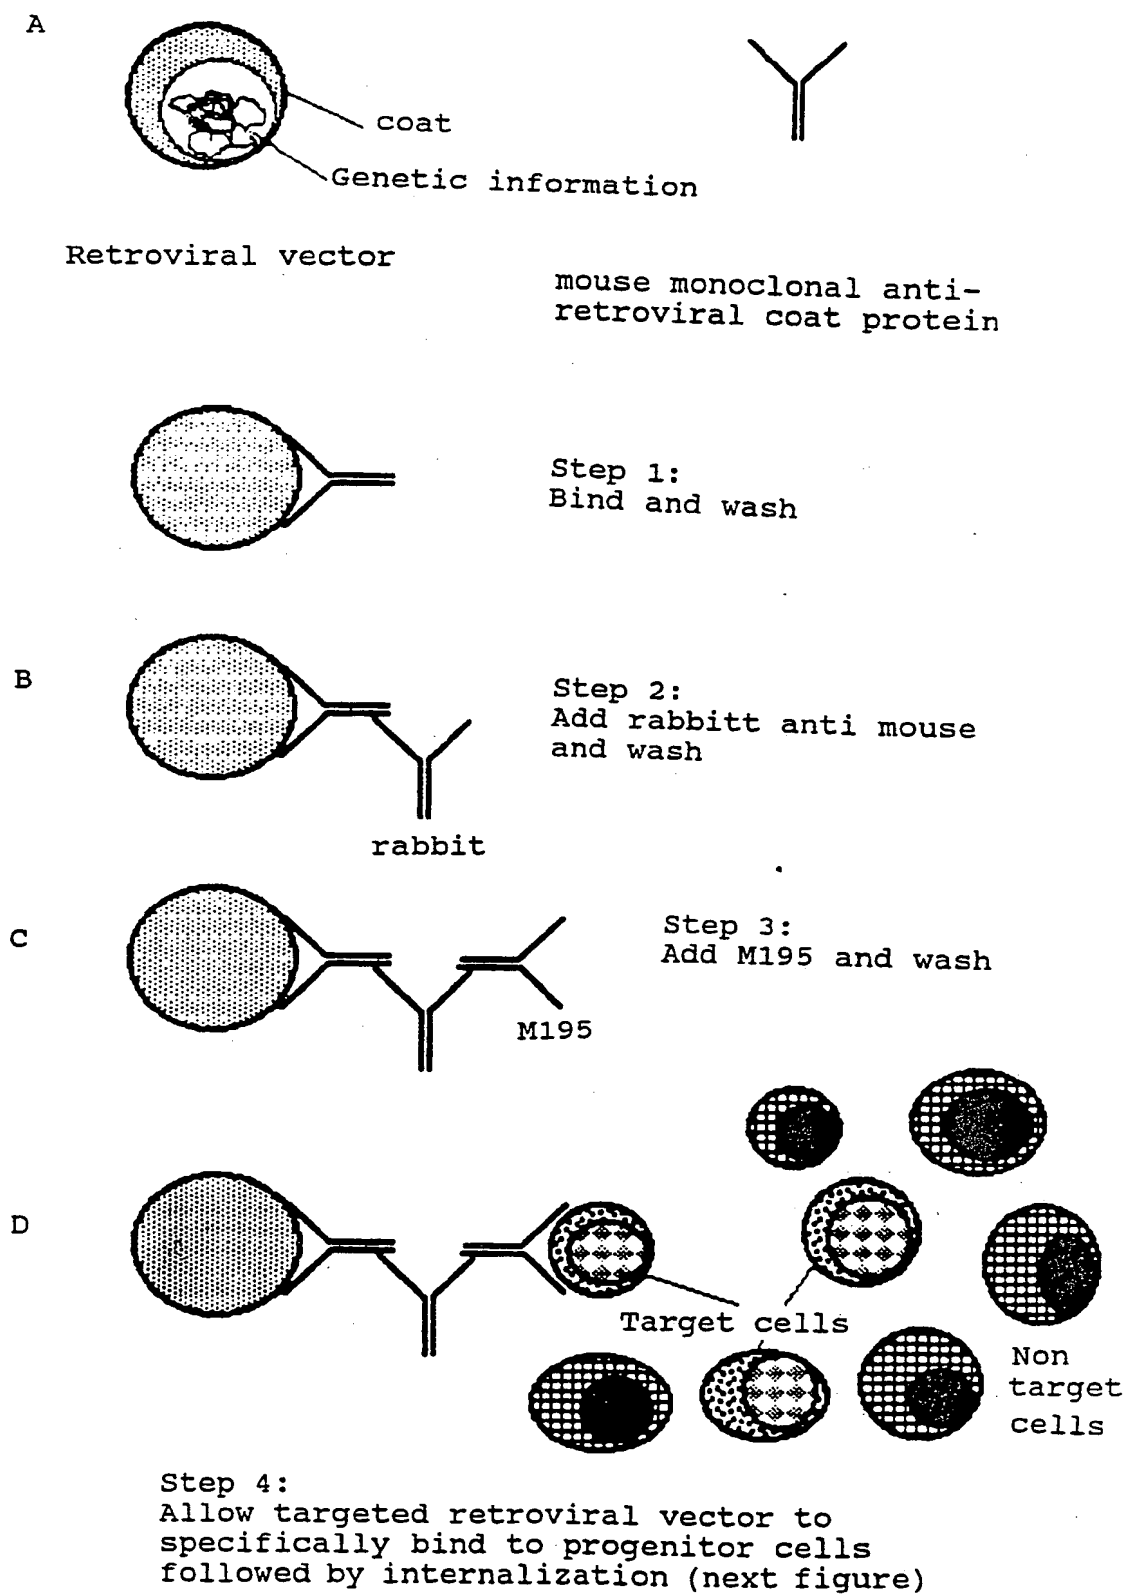 A
coat
Genetic information
Retroviral vector
mouse monoclonal anti-
retroviral coat protein
Step 1:
Bind and wash
B
Step 2:
Add rabbitt anti mouse
and wash
rabbit
C
Step 3:
Add M195 and wash
M195
D
Target cells
Non
target
cells
Step 4:
Allow targeted retroviral vector to
specifically bind to progenitor cells
followed by internalization (next figure)